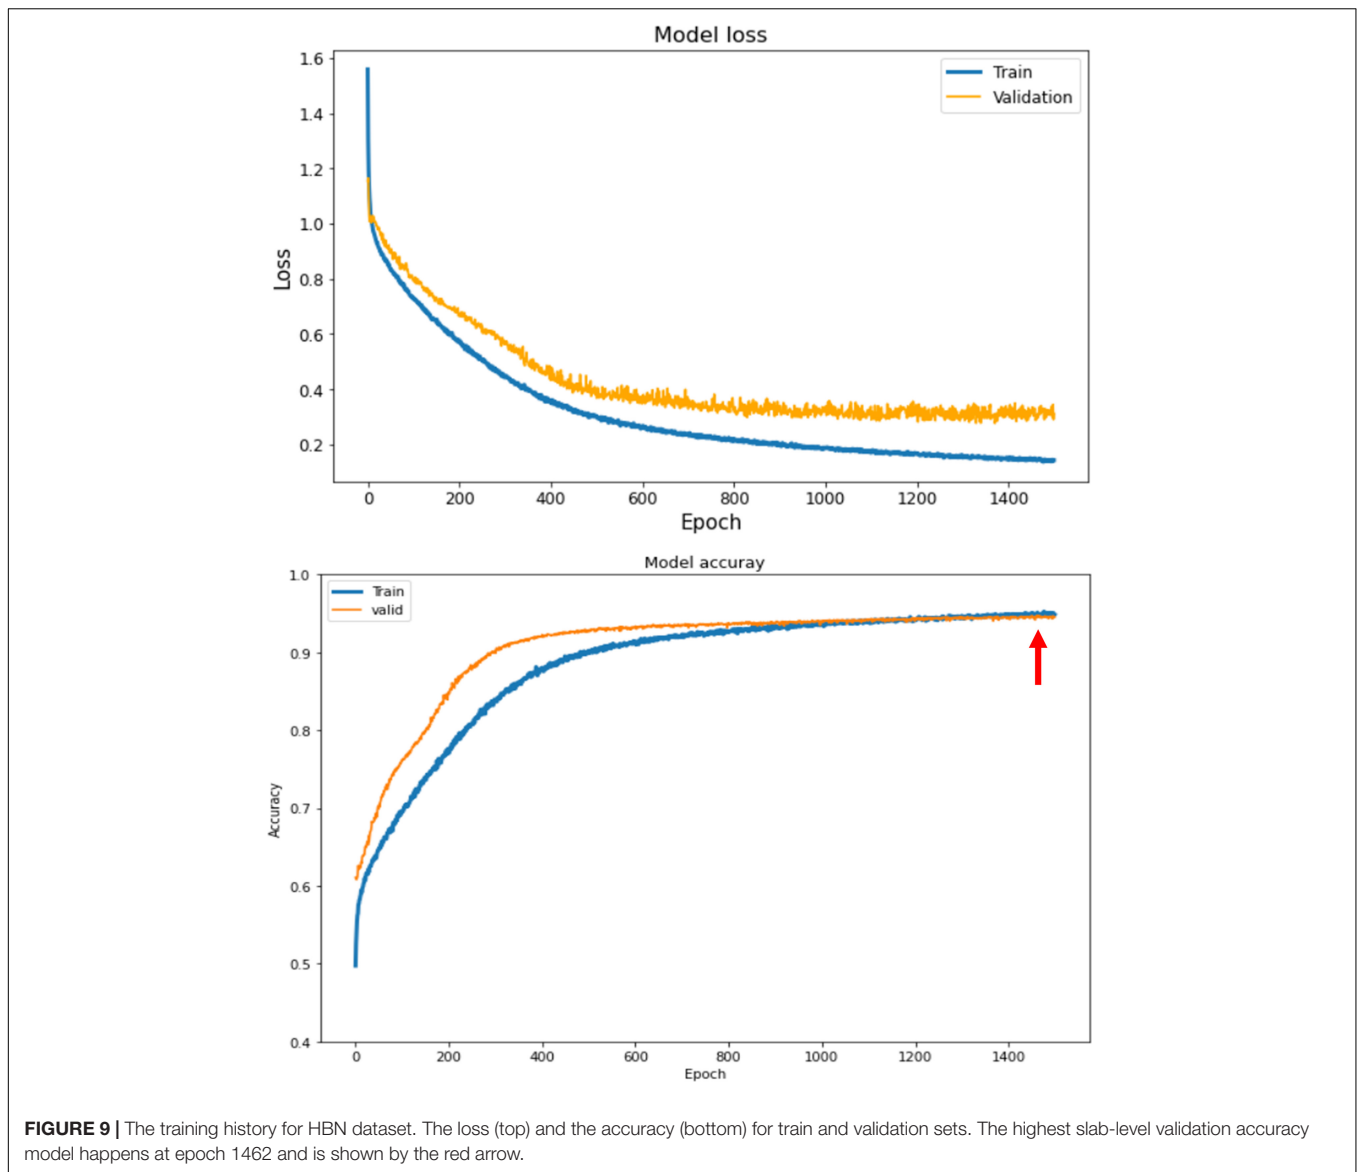 Model loss
1.6
1.4
1.2
1.0
0.8
0.6
0.4
0.2
Loss
Train
Validation
0 200 400 600 800 1000 1200 1400
Epoch
Model accuray
1.0
0.9
0.8
0.7
0.6
0.5
0.4
Accuracy
Train
valid
0 200 400 600 800 1000 1200 1400
Epoch
FIGURE 9 | The training history for HBN dataset. The loss (top) and the accuracy (bottom) for train and validation sets. The highest slab-level validation accuracy
model happens at epoch 1462 and is shown by the red arrow.